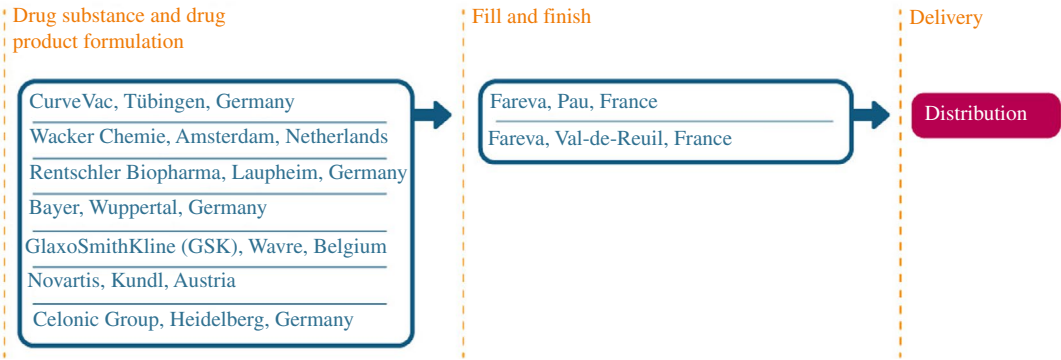 Drug substance and drug
product formulation
CurveVac, Tübingen, Germany
Wacker Chemie, Amsterdam, Netherlands
Rentschler Biopharma, Laupheim, Germany
Bayer, Wuppertal, Germany
GlaxoSmithKline (GSK), Wavre, Belgium
Novartis, Kundl, Austria
Celonic Group, Heidelberg, Germany
Fill and finish
Fareva, Pau, France
Fareva, Val-de-Reuil, France
Delivery
Distribution